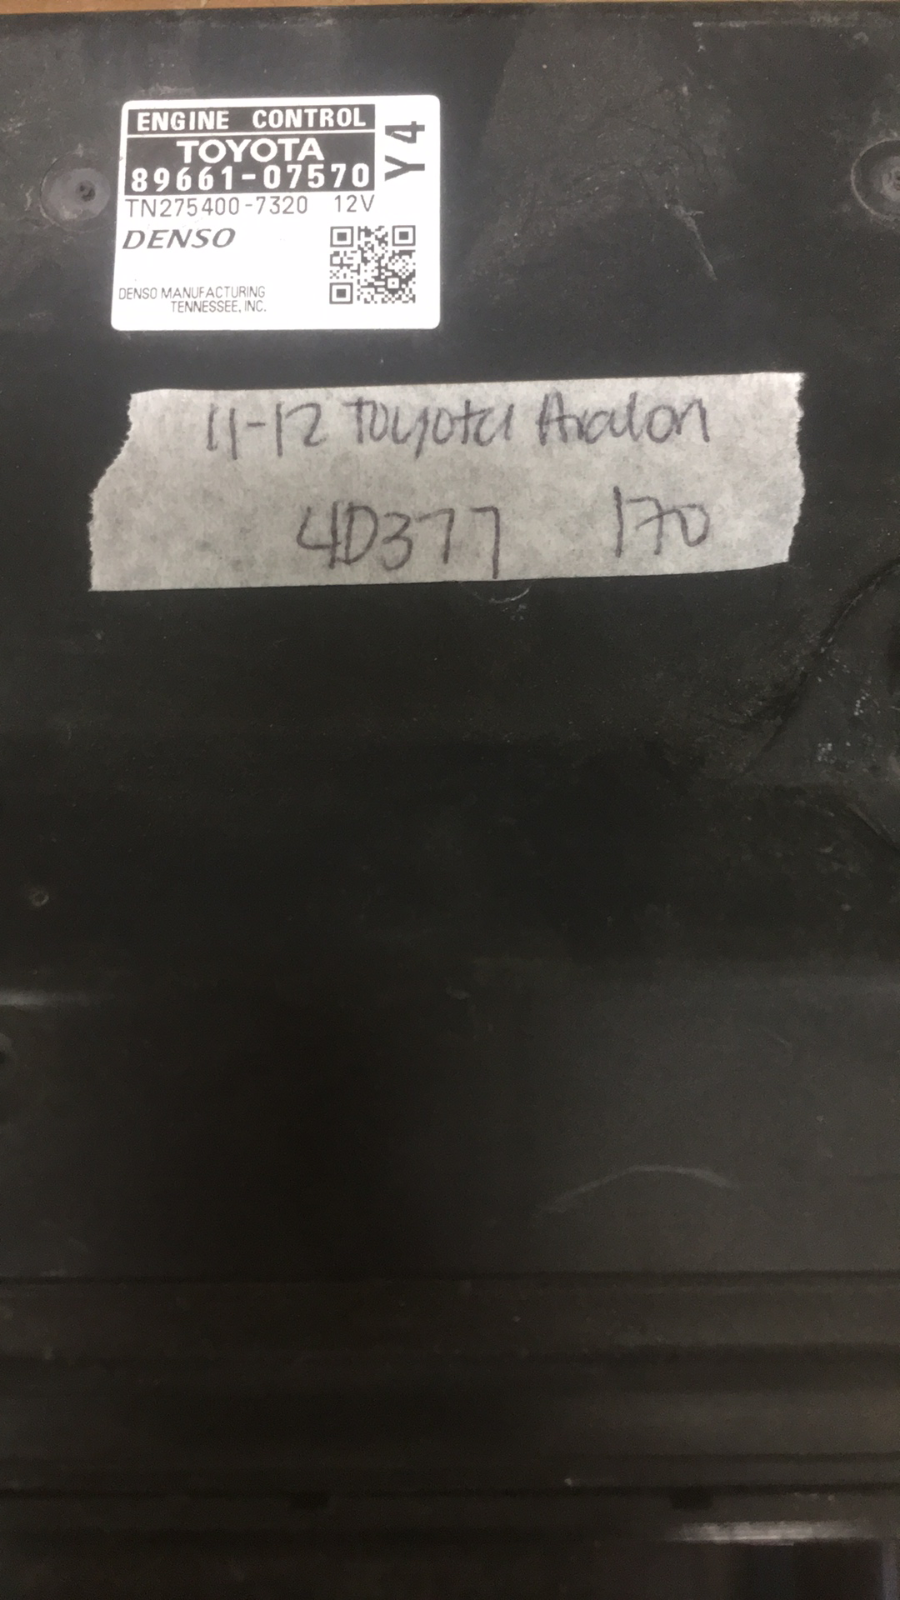 ENGINE CONTROL
TOYOTA
89661-07570
Y4
TN275400-7320 12V
DENSO
DENSO MANUFACTURING
TENNESSEE, INC.
11-12 Toyota Avalon
4D377 170